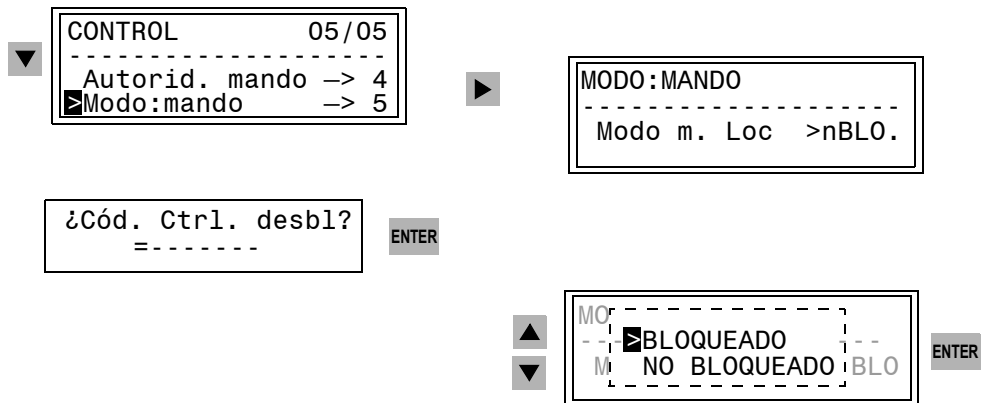 CONTROL 05/05
---------------------
Autorid. mando —> 4
>Modo:mando —> 5
MODO:MANDO
--------------------
Modo m. Loc >nBLO.
¿Cód. Ctrl. desbl?
=-------
ENTER
MO
>BLOQUEADO
M NO BLOQUEADO BLO
ENTER